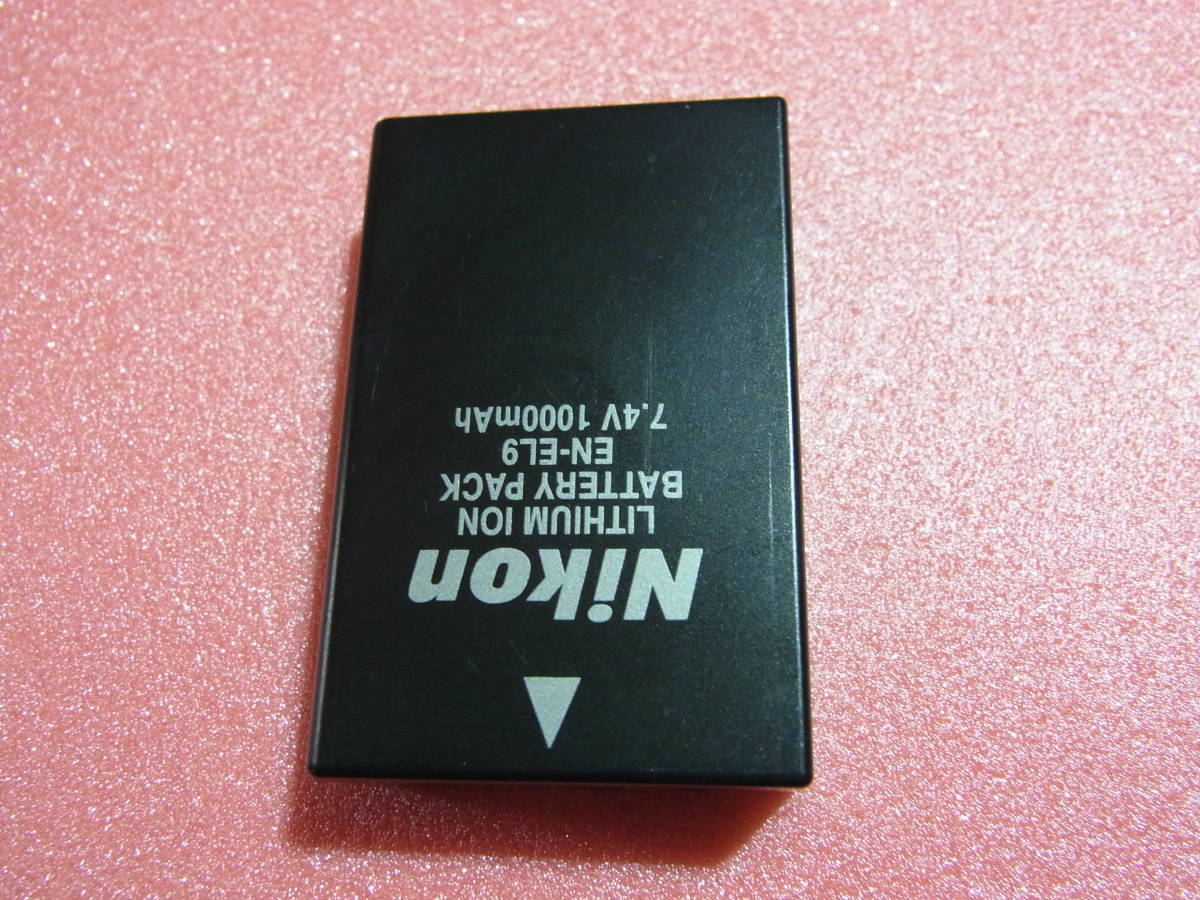 Nikon
LITHIUM ION
BATTERY PACK
EN-EL9
7.4V 1000mAh